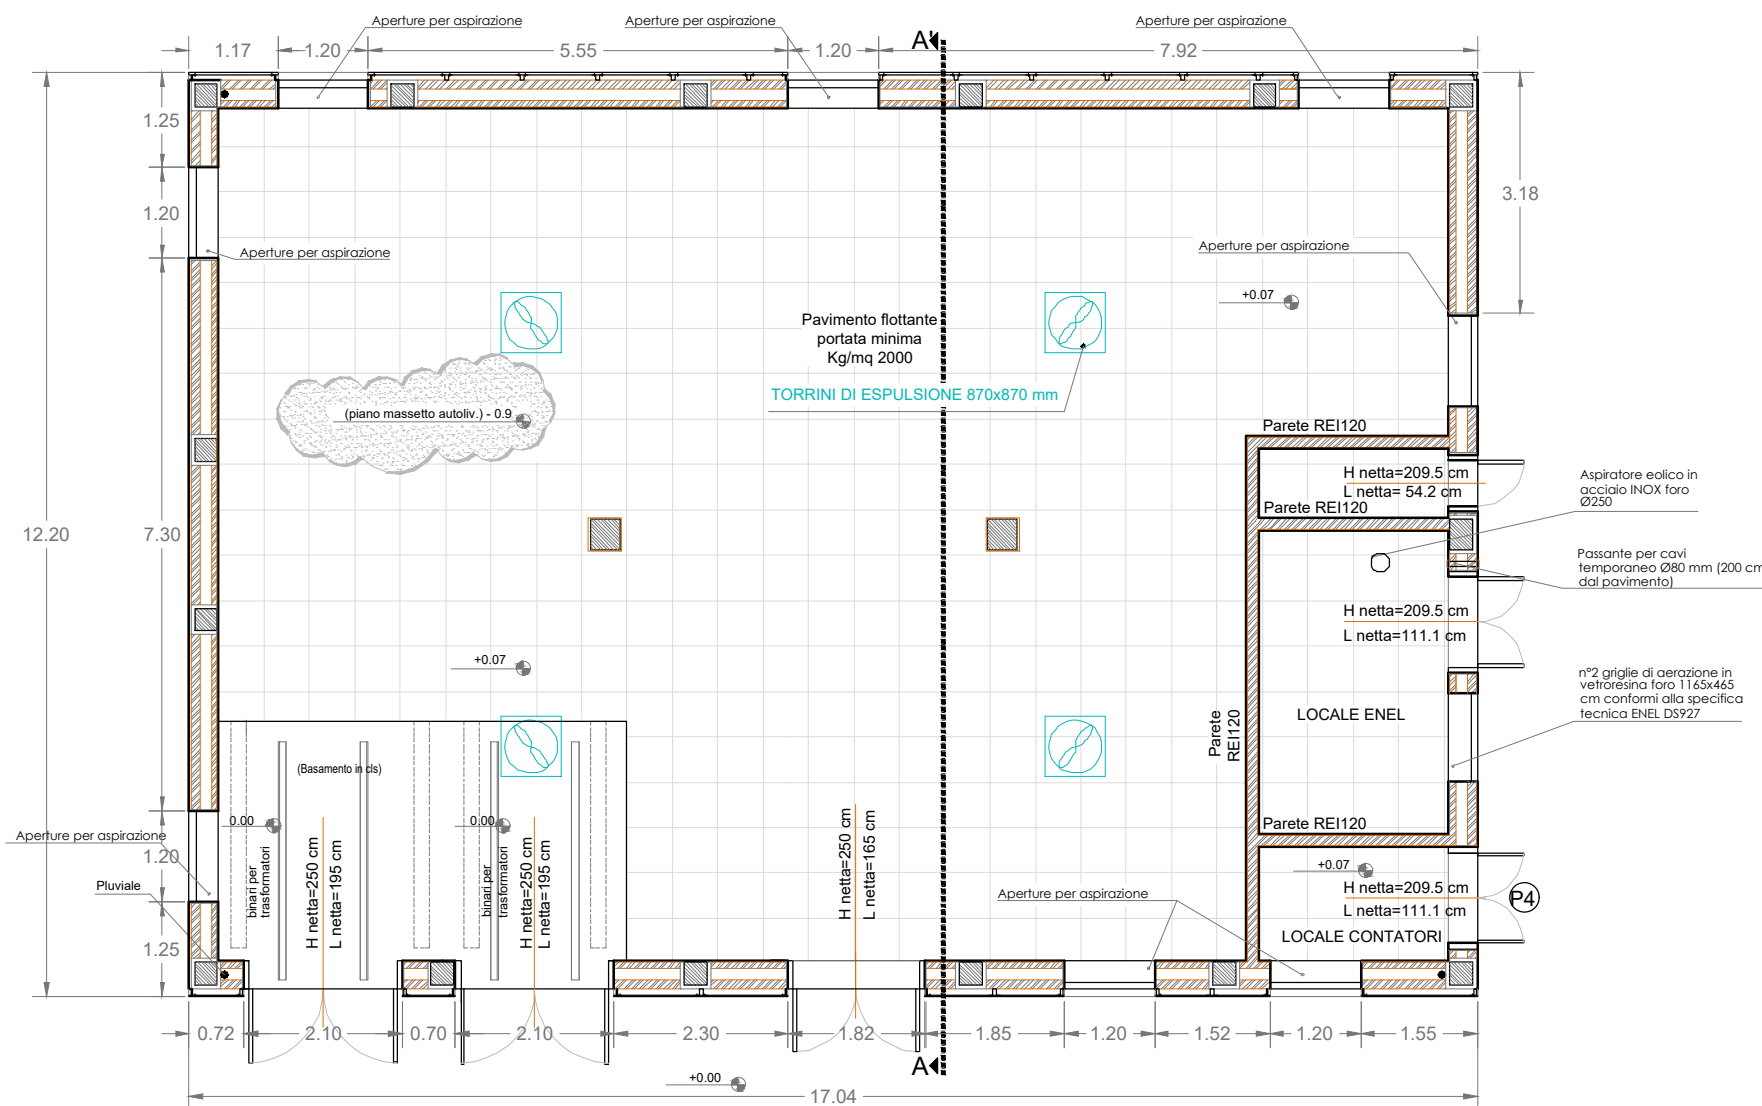 Aperture per aspirazione
Aperture per aspirazione
Aperture per aspirazione
1.17
1.20
5.55
1.20
A'
7.92
1.25
1.20
3.18
Aperture per aspirazione
Aperture per aspirazione
+0.07
Pavimento flottante
portata minima
Kg/mq 2000
TORRINI DI ESPULSIONE 870x870 mm
(piano massetto autoliv.) - 0.9
Parete REI120
H netta=209.5 cm
L netta= 54.2 cm
Parete REI120
Aspiratore eolico in
acciaio INOX foro
Ø250
12.20
7.30
Passante per cavi
temporaneo Ø80 mm (200 cm
dal pavimento)
H netta=209.5 cm
L netta=111.1 cm
+0.07
n°2 griglie di aerazione in
vetroresina foro 1165x465
cm conformi alla specifica
tecnica ENEL DS927
LOCALE ENEL
Parete
REI120
(Basamento in cls)
0.00
0.00
Aperture per aspirazione
1.20
Pluviale
binari per
trasformatori
H netta=250 cm
L netta=195 cm
binari per
trasformatori
H netta=250 cm
L netta=195 cm
H netta=250 cm
L netta=165 cm
Parete REI120
+0.07
H netta=209.5 cm
L netta=111.1 cm
P4
Aperture per aspirazione
LOCALE CONTATORI
1.25
0.72
2.10
0.70
2.10
2.30
1.82
1.85
1.20
1.52
1.20
1.55
A
+0.00
17.04